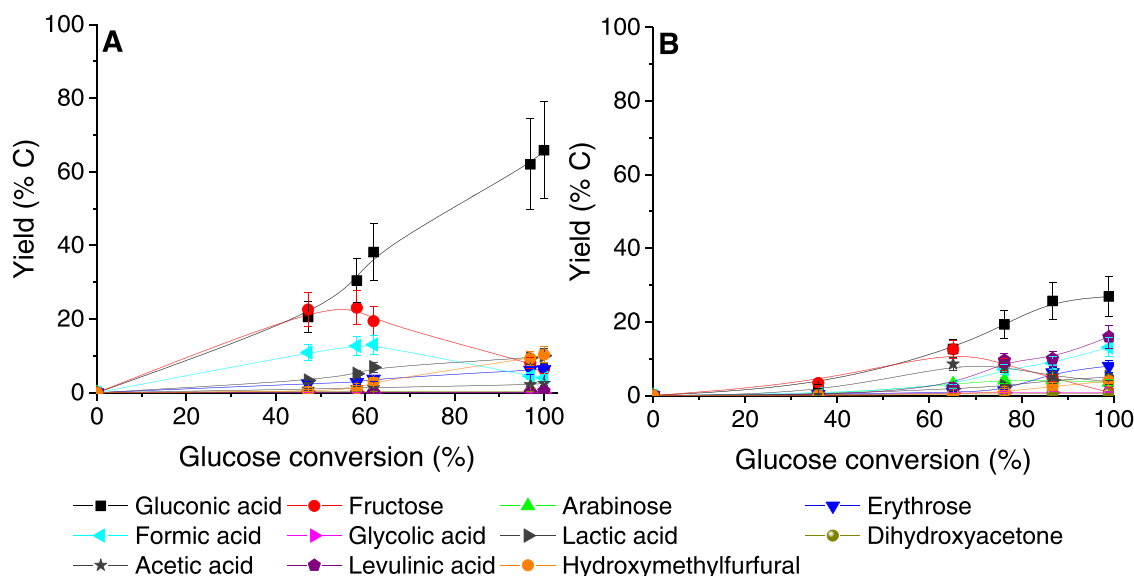 A
100
80
60
40
20
0
Yield (% C)
0 20 40 60 80 100
Glucose conversion (%)
B
100
80
60
40
20
0
Yield (% C)
0 20 40 60 80 100
Glucose conversion (%)
Gluconic acid Fructose Arabinose Erythrose
Formic acid Glycolic acid Lactic acid Dihydroxyacetone
Acetic acid Levulinic acid Hydroxymethylfurfural